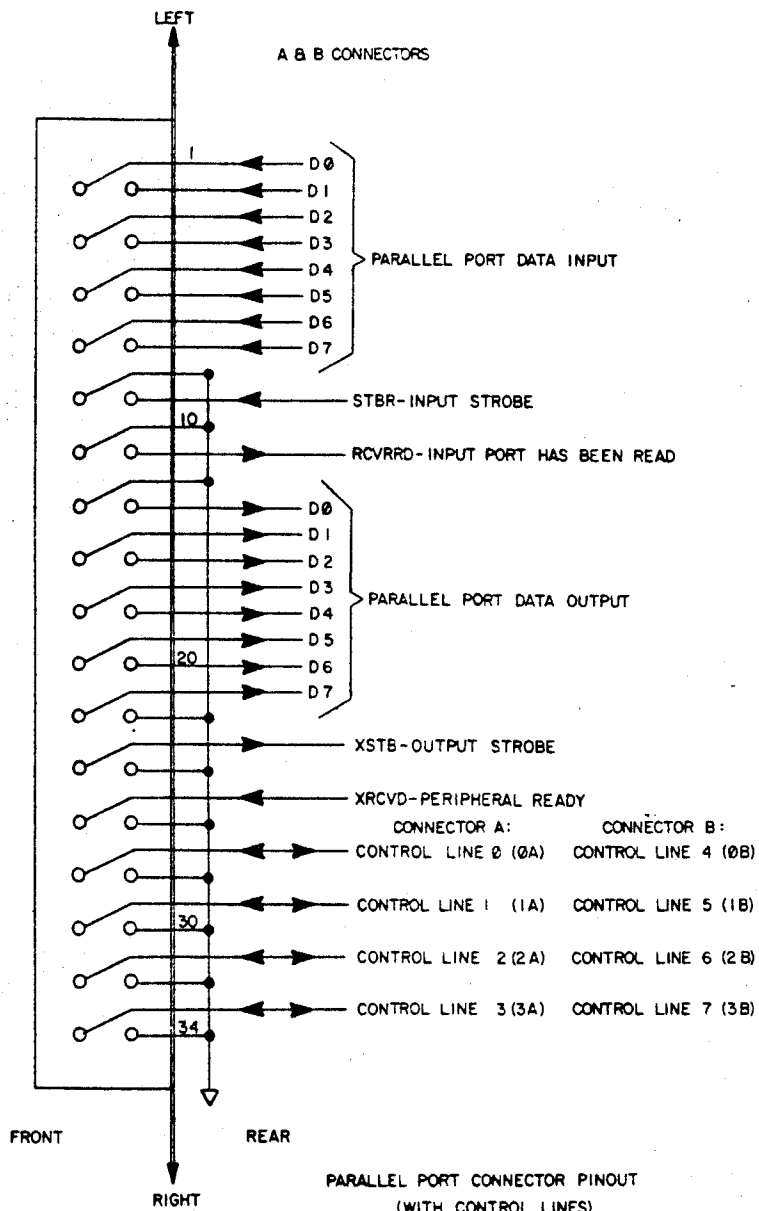 LEFT
A & B CONNECTORS
1
DØ
D1
D2
D3
D4
D5
D6
D7
PARALLEL PORT DATA INPUT
STBR-INPUT STROBE
10
RCVRRD-INPUT PORT HAS BEEN READ
DØ
D1
D2
D3
D4
D5
20
D6
D7
PARALLEL PORT DATA OUTPUT
XSTB-OUTPUT STROBE
XRCVD-PERIPHERAL READY
CONNECTOR A: CONNECTOR B:
CONTROL LINE Ø (ØA) CONTROL LINE 4 (ØB)
CONTROL LINE 1 (1A) CONTROL LINE 5 (1B)
30
CONTROL LINE 2 (2A) CONTROL LINE 6 (2B)
CONTROL LINE 3 (3A) CONTROL LINE 7 (3B)
34
FRONT REAR
RIGHT
PARALLEL PORT CONNECTOR PINOUT
(WITH CONTROL LINES)